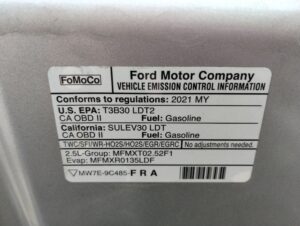 FoMoCo
Ford Motor Company
VEHICLE EMISSION CONTROL INFORMATION
Conforms to regulations: 2021 MY
U.S. EPA: T3B30 LDT2
CA OBD II Fuel: Gasoline
California: SULEV30 LDT
CA OBD II Fuel: Gasoline
TWC/SFI/WR-HO2S/HO2S/EGR/EGRC No adjustments needed.
2.5L-Group: MFMXT02.52F1
Evap: MFMXR0135LDF
MW7E-9C485- F R A